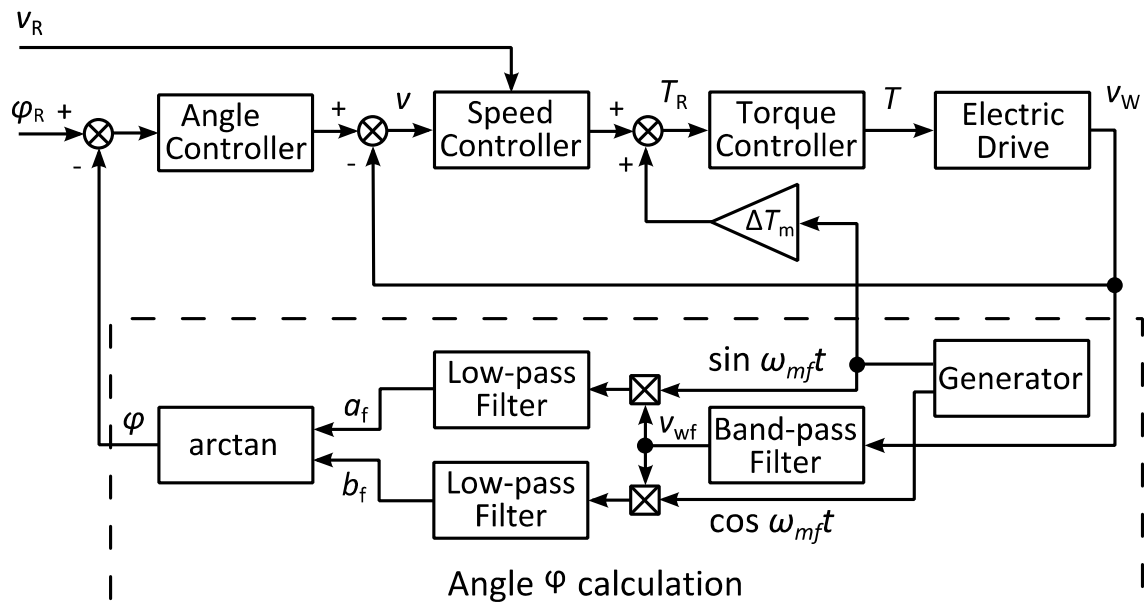 vR
φR
+
-
Angle
Controller
+
-
v
Speed
Controller
+
+
TR
Torque
Controller
T
Electric
Drive
vW
ΔTm
sin ωmft
Generator
Low-pass
Filter
af
φ
arctan
vwf
Band-pass
Filter
bf
Low-pass
Filter
cos ωmft
Angle φ calculation